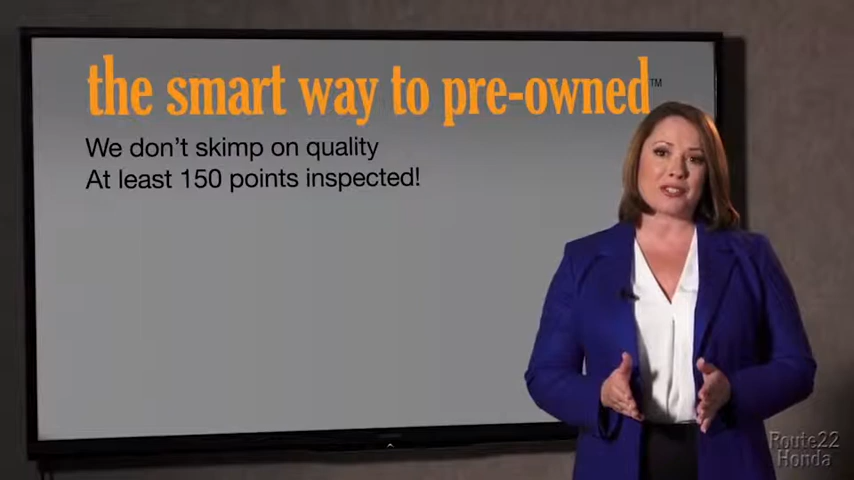 the smart way to pre-owned™
We don't skimp on quality
At least 150 points inspected!
Route22
Honda